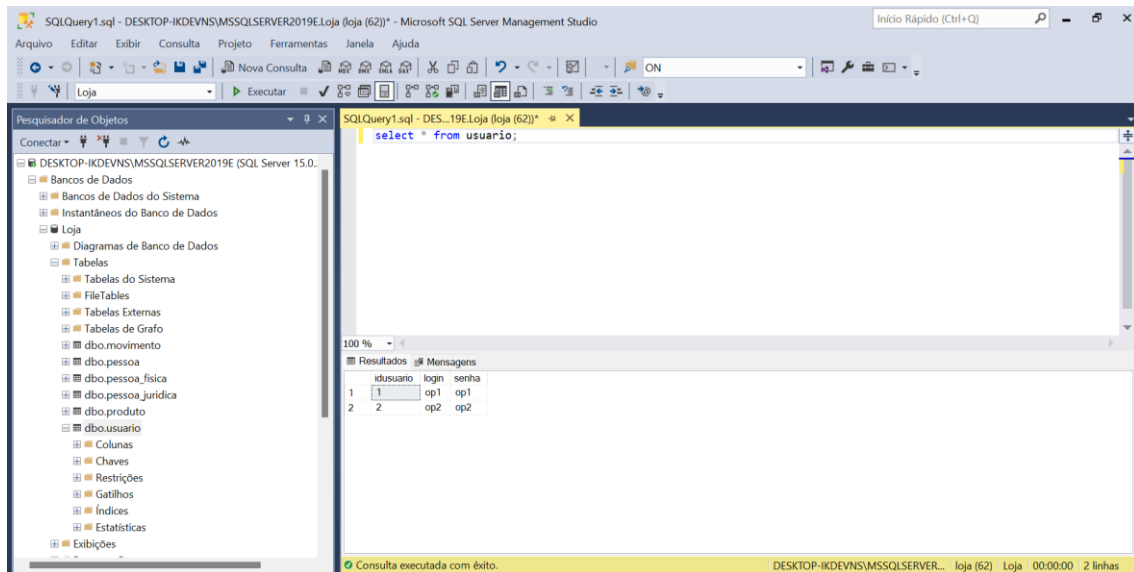 SQLQuery1.sql - DESKTOP-IKDEVNS\MSSQLSERVER2019E.Loja (loja (62))* - Microsoft SQL Server Management Studio
Início Rápido (Ctrl+Q)
Arquivo Editar Exibir Consulta Projeto Ferramentas Janela Ajuda
Nova Consulta ON
Loja Executar
Pesquisador de Objetos
Conectar
DESKTOP-IKDEVNS\MSSQLSERVER2019E (SQL Server 15.0..
Bancos de Dados
Bancos de Dados do Sistema
Instantâneos do Banco de Dados
Loja
Diagramas de Banco de Dados
Tabelas
Tabelas do Sistema
FileTables
Tabelas Externas
Tabelas de Grafo
dbo.movimento
dbo.pessoa
dbo.pessoa_fisica
dbo.pessoa_juridica
dbo.produto
dbo.usuario
Colunas
Chaves
Restrições
Gatilhos
Índices
Estatísticas
Exibições
SQLQuery1.sql - DES...19E.Loja (loja (62))*
select * from usuario;
100 %
Resultados Mensagens
idusuario login senha
1 1 op1 op1
2 2 op2 op2
Consulta executada com êxito.
DESKTOP-IKDEVNS\MSSQLSERVER... loja (62) Loja 00:00:00 2 linhas